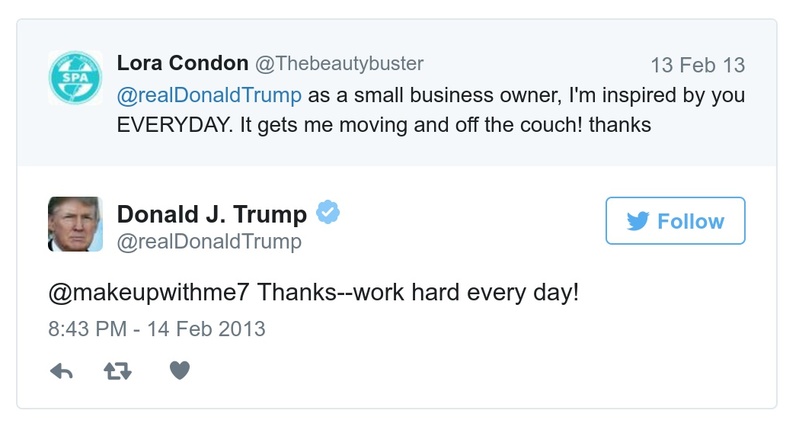 SPA
Lora Condon @Thebeautybuster 13 Feb 13
@realDonaldTrump as a small business owner, I'm inspired by you
EVERYDAY. It gets me moving and off the couch! thanks
Donald J. Trump
@realDonaldTrump
Follow
@makeupwithme7 Thanks--work hard every day!
8:43 PM - 14 Feb 2013